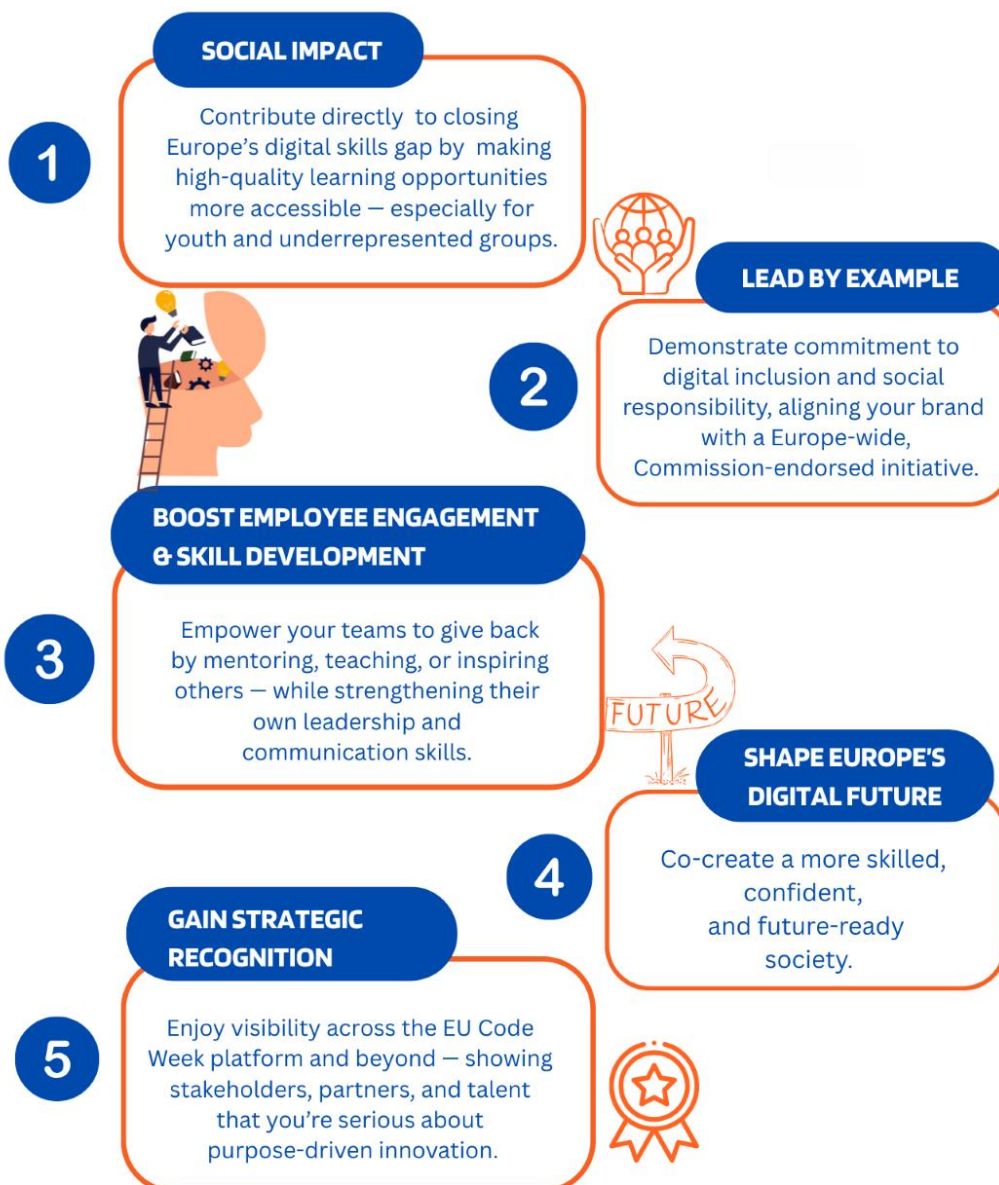 SOCIAL IMPACT
1
Contribute directly to closing
Europe's digital skills gap by making
high-quality learning opportunities
more accessible — especially for
youth and underrepresented groups.
LEAD BY EXAMPLE
2
Demonstrate commitment to
digital inclusion and social
responsibility, aligning your brand
with a Europe-wide,
Commission-endorsed initiative.
BOOST EMPLOYEE ENGAGEMENT
& SKILL DEVELOPMENT
3
Empower your teams to give back
by mentoring, teaching, or inspiring
others — while strengthening their
own leadership and
communication skills.
FUTURE
SHAPE EUROPE'S
DIGITAL FUTURE
4
Co-create a more skilled,
confident,
and future-ready
society.
GAIN STRATEGIC
RECOGNITION
5
Enjoy visibility across the EU Code
Week platform and beyond — showing
stakeholders, partners, and talent
that you're serious about
purpose-driven innovation.